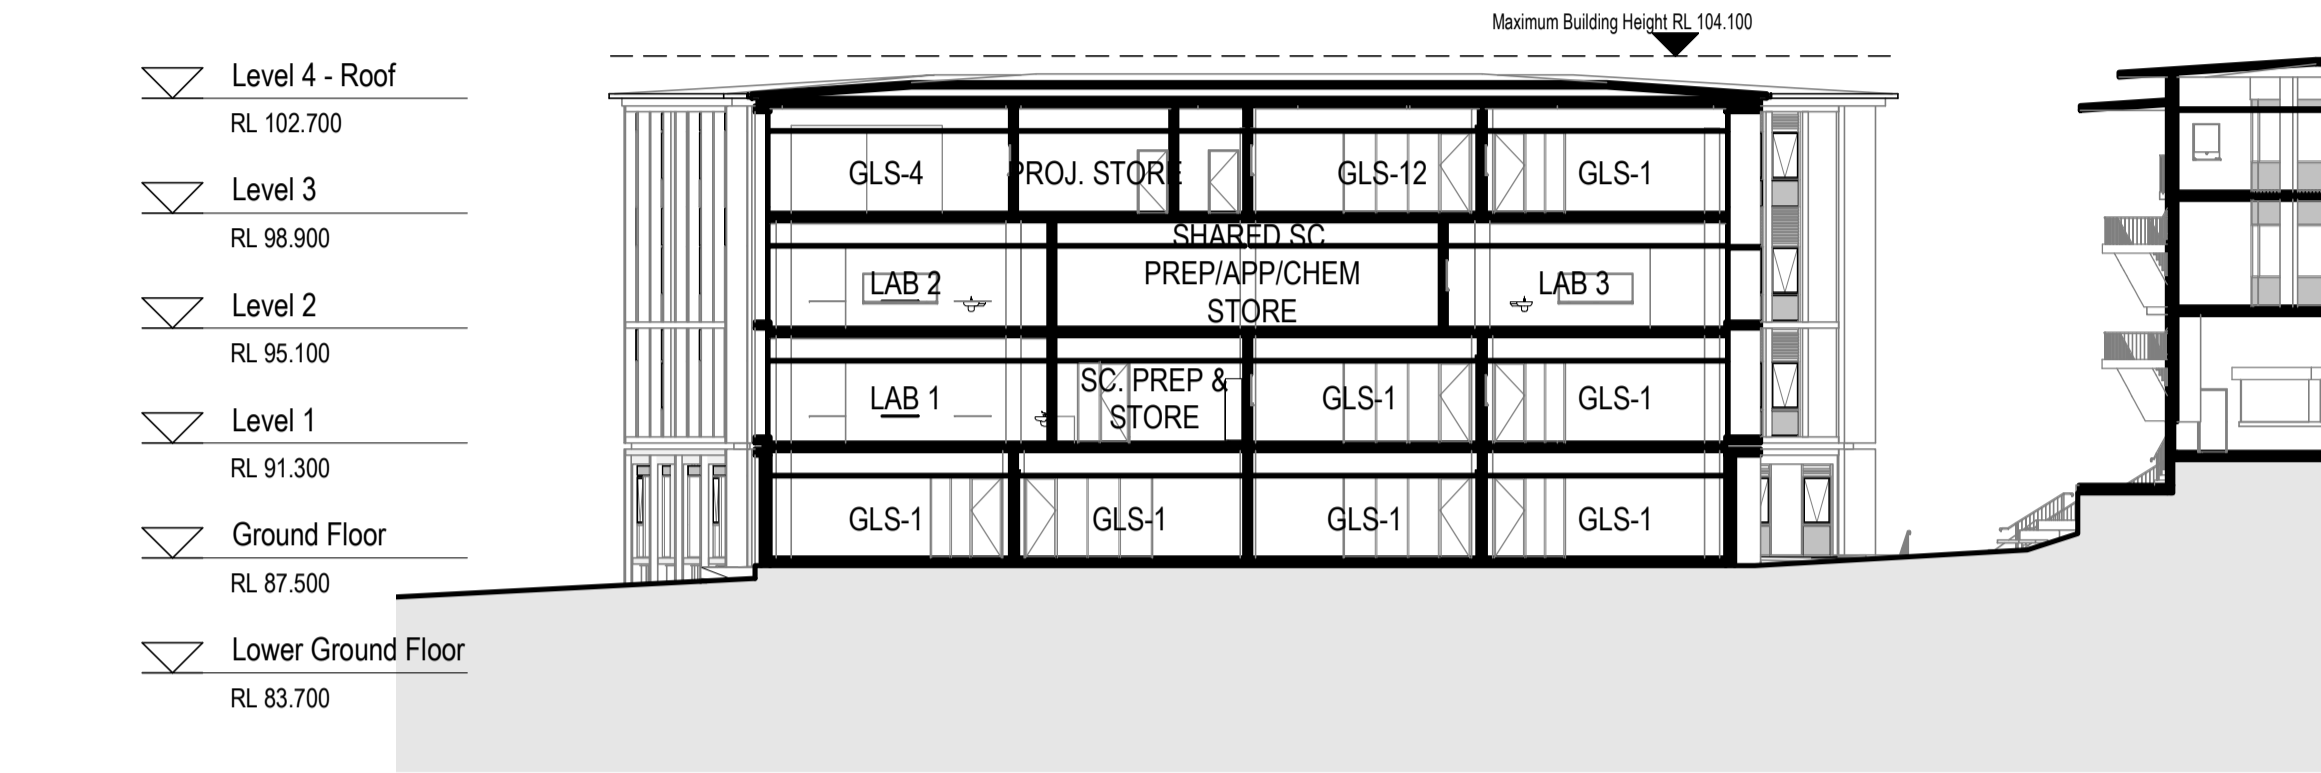 Maximum Building Height RL 104.100
Level 4 - Roof
RL 102.700
Level 3
RL 98.900
Level 2
RL 95.100
Level 1
RL 91.300
Ground Floor
RL 87.500
Lower Ground Floor
RL 83.700
GLS-4
PROJ. STORE
GLS-12
GLS-1
LAB 2
SHARED SC
PREP/APP/CHEM
STORE
LAB 3
LAB 1
SC. PREP &
STORE
GLS-1
GLS-1
GLS-1
GLS-1
GLS-1
GLS-1